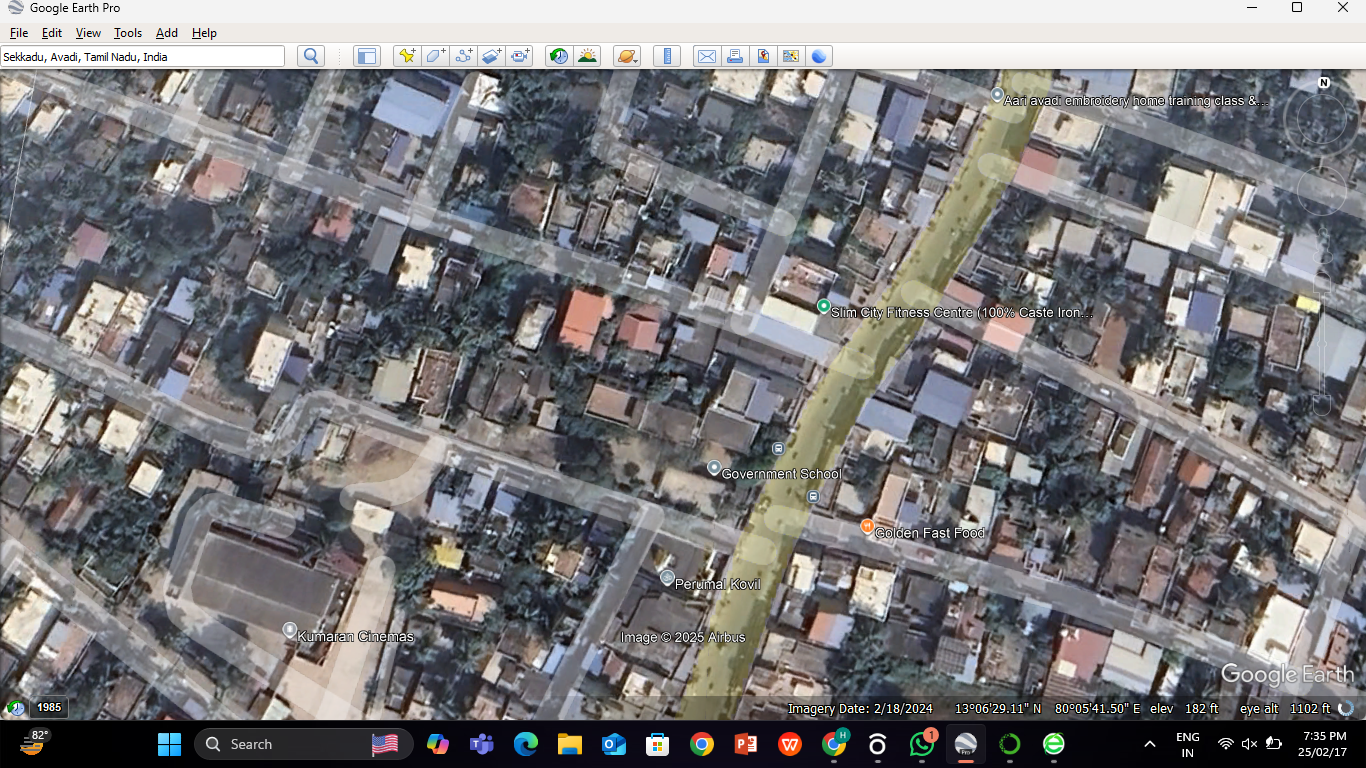 Google Earth Pro
File Edit View Tools Add Help
Sekkadu, Avadi, Tamil Nadu, India
N
Aari avadi embroidery home training class &...
Slim City Fitness Centre (100% Caste Iron...
Government School
Golden Fast Food
Perumal Kovil
Kumaran Cinemas
Image © 2025 Airbus
Google Earth
1985
Imagery Date: 2/18/2024 13°06'29.11" N 80°05'41.50" E elev 182 ft eye alt 1102 ft
82°
Search
H
1
Pro
ENG
IN
7:35 PM
25/02/17